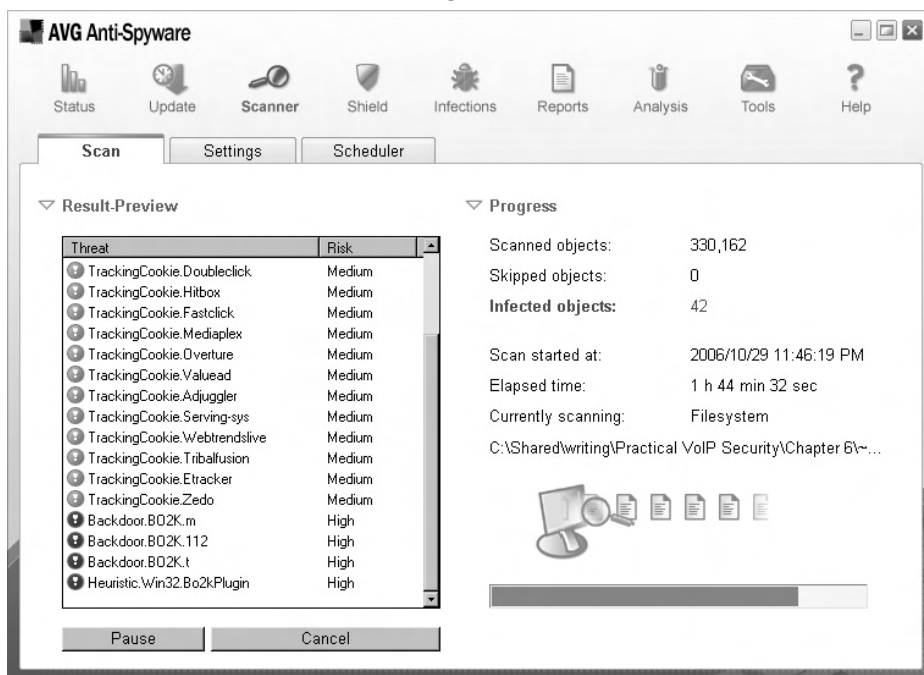 AVG Anti-Spyware
Status Update Scanner Shield Infections Reports Analysis Tools Help
Scan Settings Scheduler
Result-Preview
Threat Risk
TrackingCookie.Doubleclick Medium
TrackingCookie.Hitbox Medium
TrackingCookie.Fastclick Medium
TrackingCookie.Mediaplex Medium
TrackingCookie.Overture Medium
TrackingCookie.Valuead Medium
TrackingCookie.Adjuggler Medium
TrackingCookie.Serving-sys Medium
TrackingCookie.Webtrendslive Medium
TrackingCookie.Tribalfusion Medium
TrackingCookie.Etracker Medium
TrackingCookie.Zedo Medium
Backdoor.BO2K.m High
Backdoor.BO2K.112 High
Backdoor.BO2K.t High
Heuristic.Win32.Bo2kPlugin High
Pause Cancel
Progress
Scanned objects: 330,162
Skipped objects: 0
Infected objects: 42
Scan started at: 2006/10/29 11:46:19 PM
Elapsed time: 1 h 44 min 32 sec
Currently scanning: Filesystem
C:\Shared\writing\Practical VoIP Security\Chapter 6\~...